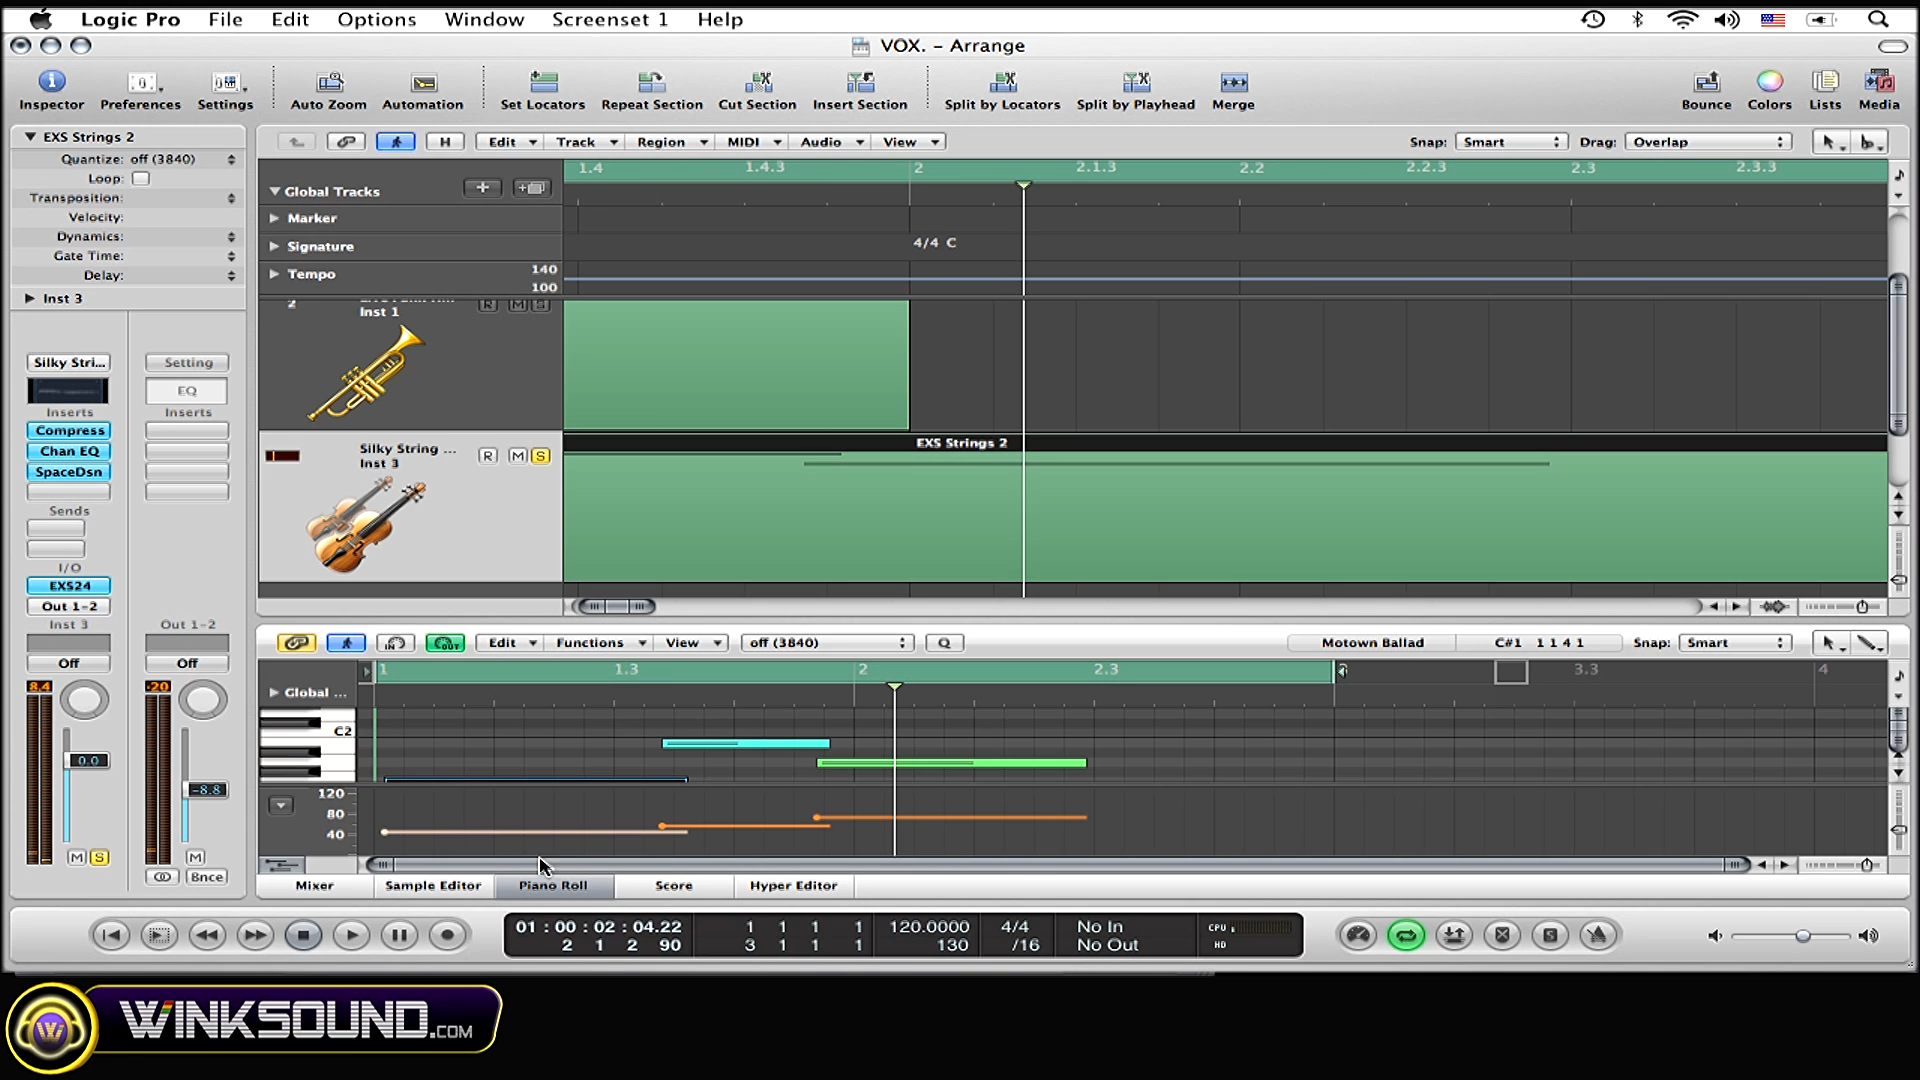 Logic Pro File Edit Options Window Screenset 1 Help
VOX. - Arrange
Inspector Preferences Settings Auto Zoom Automation Set Locators Repeat Section Cut Section Insert Section Split by Locators Split by Playhead Merge Bounce Colors Lists Media
EXS Strings 2
H Edit Track Region MIDI Audio View Snap: Smart Drag: Overlap
Quantize: off (3840)
Loop:
Transposition:
Velocity:
Dynamics:
Gate Time:
Delay:
Inst 3
1.4 1.4.3 2 2.1.3 2.2 2.2.3 2.3 2.3.3
Global Tracks
Marker
Signature
4/4 C
Tempo 140
100
2
Inst 1
R M S
Silky String ...
Inst 3
R M S
EXS Strings 2
Silky Stri... Setting
EQ
Inserts Inserts
Compress
Chan EQ
SpaceDsn
Sends
I/O
EXS24
Out 1-2
Inst 3 Out 1-2
Off Off
8.4 -20
0.0
-8.8
M S M
Bnce
IN OUT Edit Functions View off (3840) Q Motown Ballad C#1 1 1 4 1 Snap: Smart
1 1.3 2 2.3 3.3 4
Global ...
C2
120
80
40
Mixer Sample Editor Piano Roll Score Hyper Editor
01 : 00 : 02 : 04.22 1 1 1 1 120.0000 4/4 No In CPU
2 1 2 90 3 1 1 1 130 /16 No Out HD
S
W WINKSOUND.COM